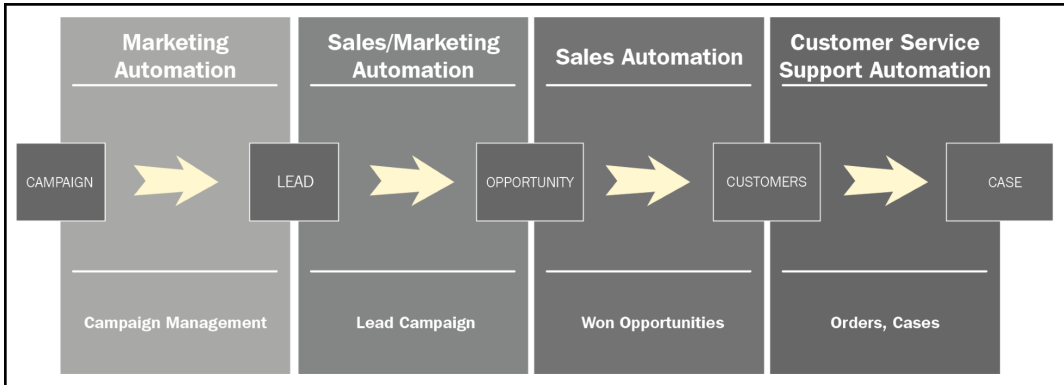 Marketing
Automation
Sales/Marketing
Automation
Sales Automation
Customer Service
Support Automation
CAMPAIGN
LEAD
OPPORTUNITY
CUSTOMERS
CASE
Campaign Management
Lead Campaign
Won Opportunities
Orders, Cases